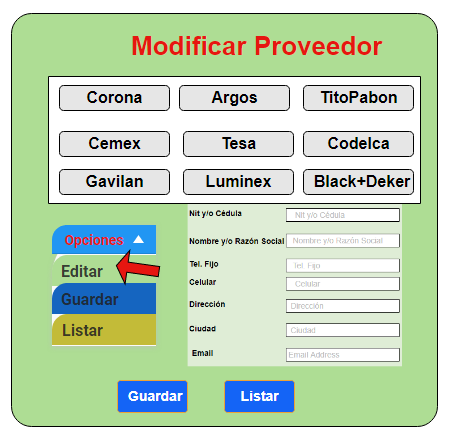 Modificar Proveedor
Corona Argos TitoPabon
Cemex Tesa Codelca
Gavilan Luminex Black+Deker
Nit y/o Cédula Nit y/o Cédula
Nombre y/o Razón Social Nombre y/o Razón Social
Tel. Fijo Tel. Fijo
Celular Celular
Dirección Dirección
Ciudad Ciudad
Email Email Address
Opciones
Editar
Guardar
Listar
Guardar Listar